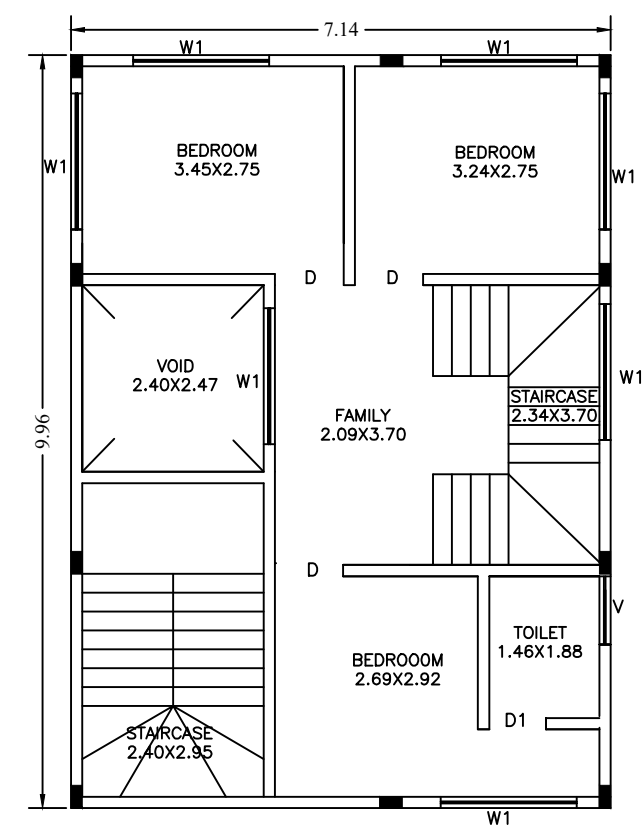 7.14
W1
W1
BEDROOM
3.45X2.75
BEDROOM
3.24X2.75
W1
W1
D
D
VOID
2.40X2.47
W1
W1
STAIRCASE
2.34X3.70
FAMILY
2.09X3.70
9.96
D
V
TOILET
1.46X1.88
BEDROOOM
2.69X2.92
D1
STAIRCASE
2.40X2.95
W1